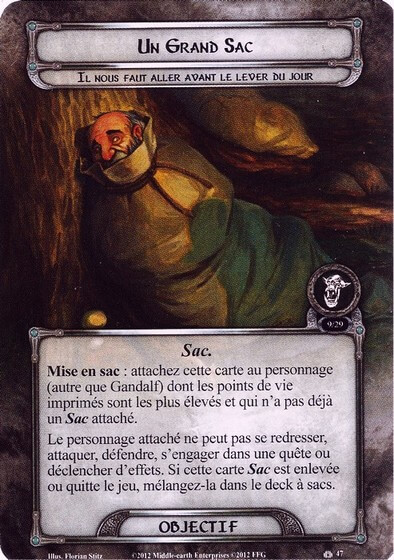 Un Grand Sac
Il nous faut aller avant le lever du jour
9/29
Sac.
Mise en sac : attachez cette carte au personnage
(autre que Gandalf) dont les points de vie
imprimés sont les plus élevés et qui n'a pas déjà
un Sac attaché.
Le personnage attaché ne peut pas se redresser,
attaquer, défendre, s'engager dans une quête ou
déclencher d'effets. Si cette carte Sac est enlevée
ou quitte le jeu, mélangez-la dans le deck à sacs.
OBJECTIF
Illus. Florian Stitz ©2012 Middle-earth Enterprises ©2012 FFG 47